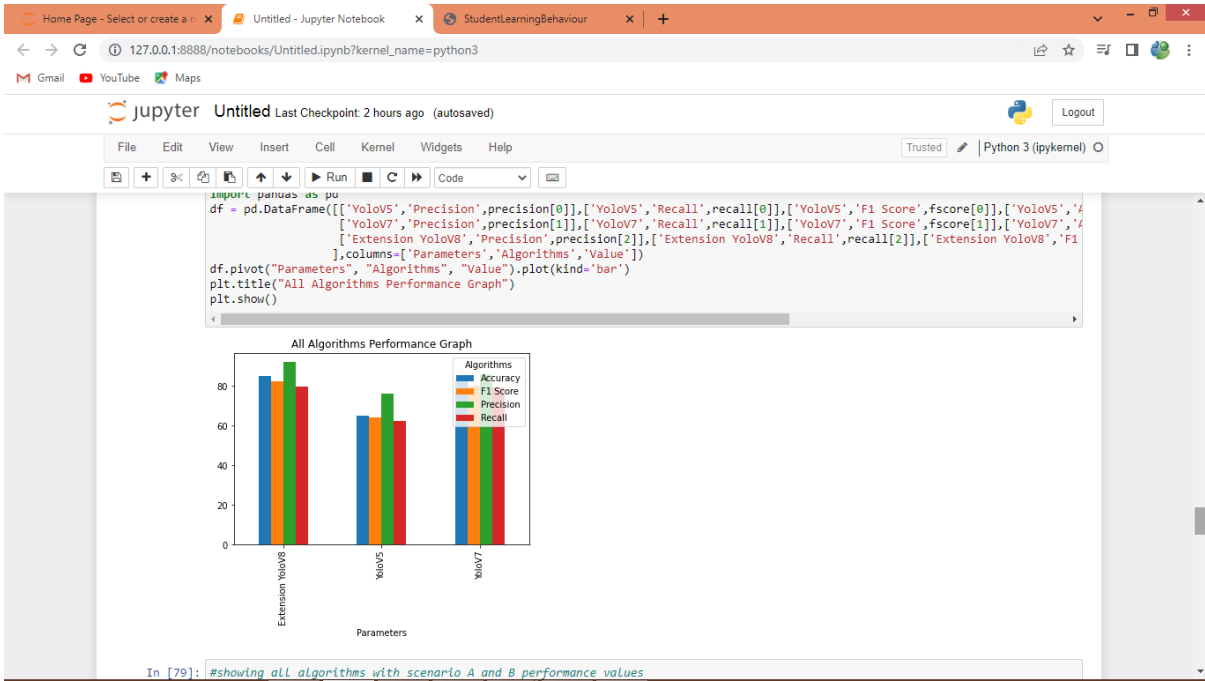 Home Page - Select or create a n
Untitled - Jupyter Notebook
StudentLearningBehaviour
127.0.0.1:8888/notebooks/Untitled.ipynb?kernel_name=python3
Gmail YouTube Maps
jupyter Untitled Last Checkpoint: 2 hours ago (autosaved)
Logout
File Edit View Insert Cell Kernel Widgets Help
Trusted Python 3 (ipykernel)
Run Code
import pandas as pd
df = pd.DataFrame([['YoloV5','Precision',precision[0]],['YoloV5','Recall',recall[0]],['YoloV5','F1 Score',fscore[0]],['YoloV5','A
['YoloV7','Precision',precision[1]],['YoloV7','Recall',recall[1]],['YoloV7','F1 Score',fscore[1]],['YoloV7','A
['Extension YoloV8','Precision',precision[2]],['Extension YoloV8','Recall',recall[2]],['Extension YoloV8','F1
],columns=['Parameters','Algorithms','Value'])
df.pivot("Parameters", "Algorithms", "Value").plot(kind='bar')
plt.title("All Algorithms Performance Graph")
plt.show()
All Algorithms Performance Graph
Algorithms
Accuracy
F1 Score
Precision
Recall
80
60
40
20
0
Extension YoloV8
YoloV5
YoloV7
Parameters
In [79]: #showing all algorithms with scenario A and B performance values